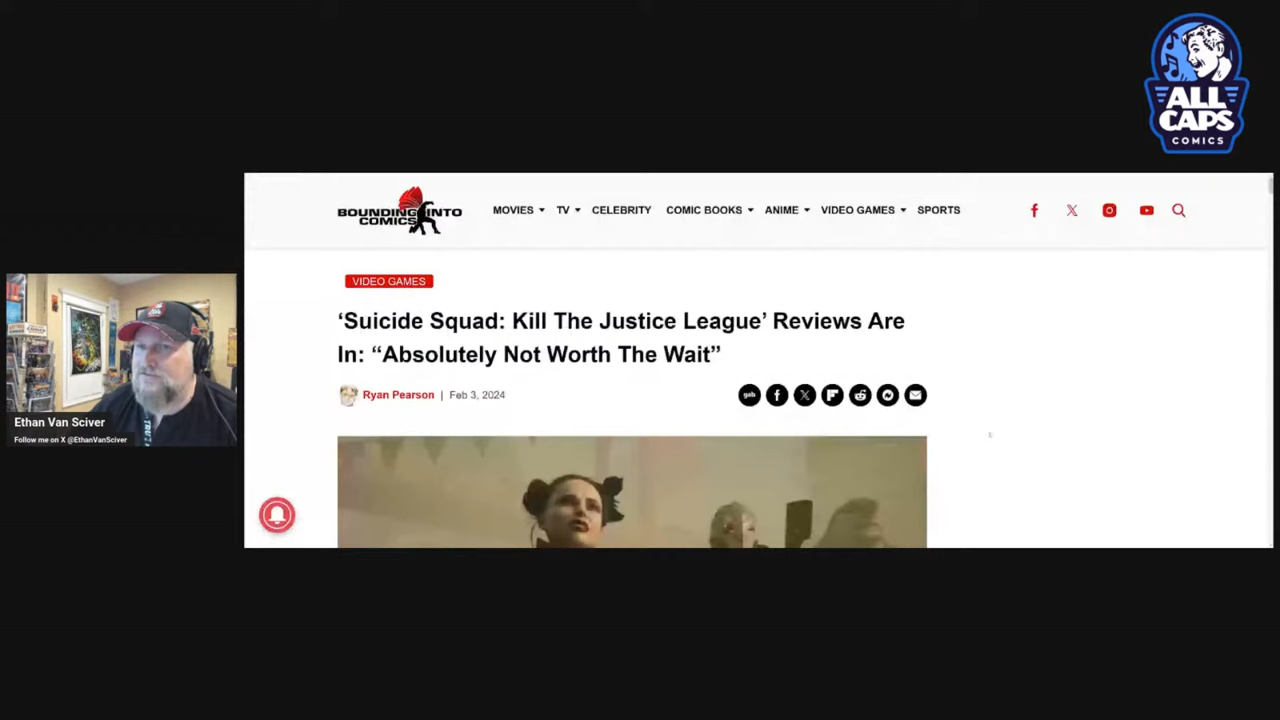 ALL
CAPS
COMICS
BOUNDING INTO
COMICS
MOVIES TV CELEBRITY COMIC BOOKS ANIME VIDEO GAMES SPORTS
VIDEO GAMES
‘Suicide Squad: Kill The Justice League’ Reviews Are
In: “Absolutely Not Worth The Wait”
Ryan Pearson | Feb 3, 2024
gab
Ethan Van Sciver
Follow me on X @EthanVanSciver